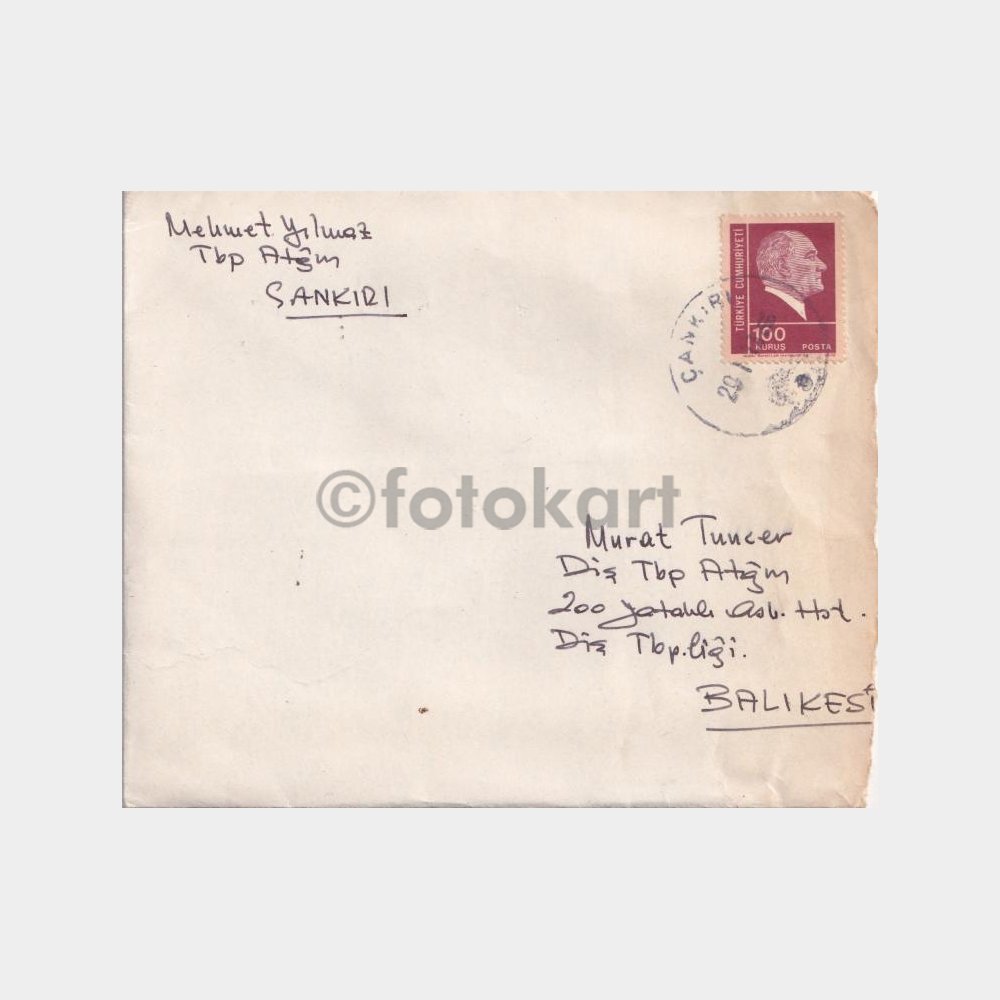 Mehmet Yılmaz
Tbp Atğm
ÇANKIRI
TÜRKİYE CUMHURİYETİ
100
KURUŞ POSTA
ÇANKIRI
29
©fotokart
Murat Tuncer
Diş Tbp Atğm
200 yataklı Ask. Hst.
Diş Tbp.liği.
BALIKESİ